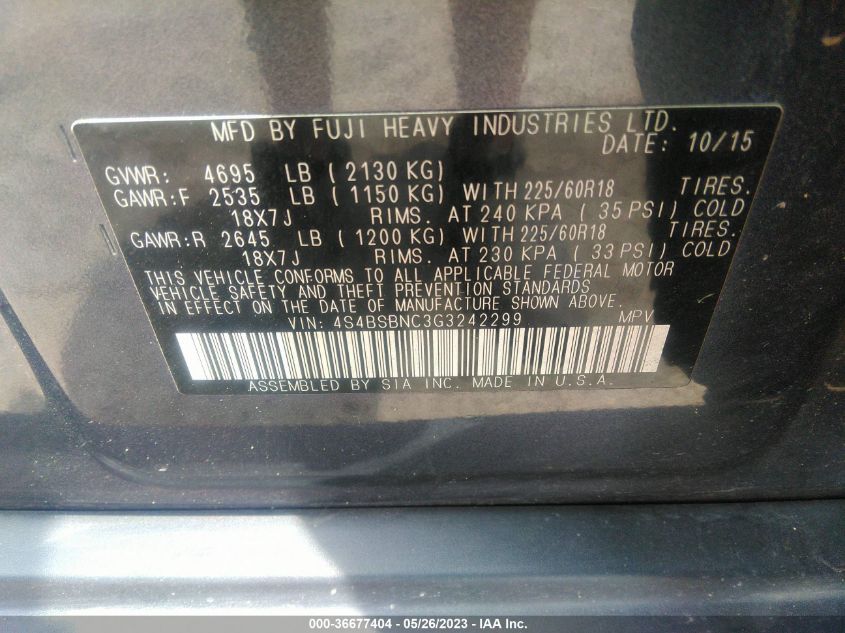 MFD BY FUJI HEAVY INDUSTRIES LTD.
DATE: 10/15
GVWR: 4695 LB ( 2130 KG)
GAWR:F 2535 LB ( 1150 KG) WITH 225/60R18 TIRES.
18X7J RIMS. AT 240 KPA ( 35 PSI) COLD
GAWR:R 2645 LB ( 1200 KG) WITH 225/60R18 TIRES.
18X7J RIMS. AT 230 KPA ( 33 PSI) COLD
THIS VEHICLE CONFORMS TO ALL APPLICABLE FEDERAL MOTOR
VEHICLE SAFETY AND THEFT PREVENTION STANDARDS
IN EFFECT ON THE DATE OF MANUFACTURE SHOWN ABOVE.
VIN: 4S4BSBNC3G3242299 MPV
ASSEMBLED BY SIA INC. MADE IN U.S.A.
000-36677404 - 05/26/2023 - IAA Inc.